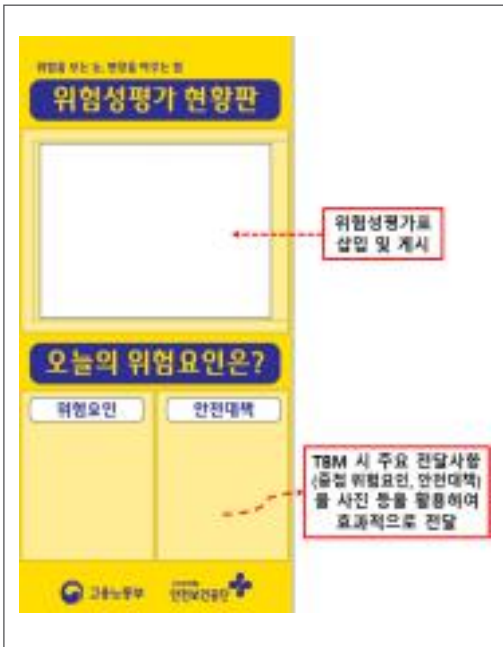 위험을 보는 눈, 현장을 바꾸는 힘
위험성평가 현황판
위험성평가표
삽입 및 게시
오늘의 위험요인은?
위험요인
안전대책
TBM 시 주요 전달사항
(중점 위험요인, 안전대책)
을 사진 등을 활용하여
효과적으로 전달
고용노동부
안전보건공단